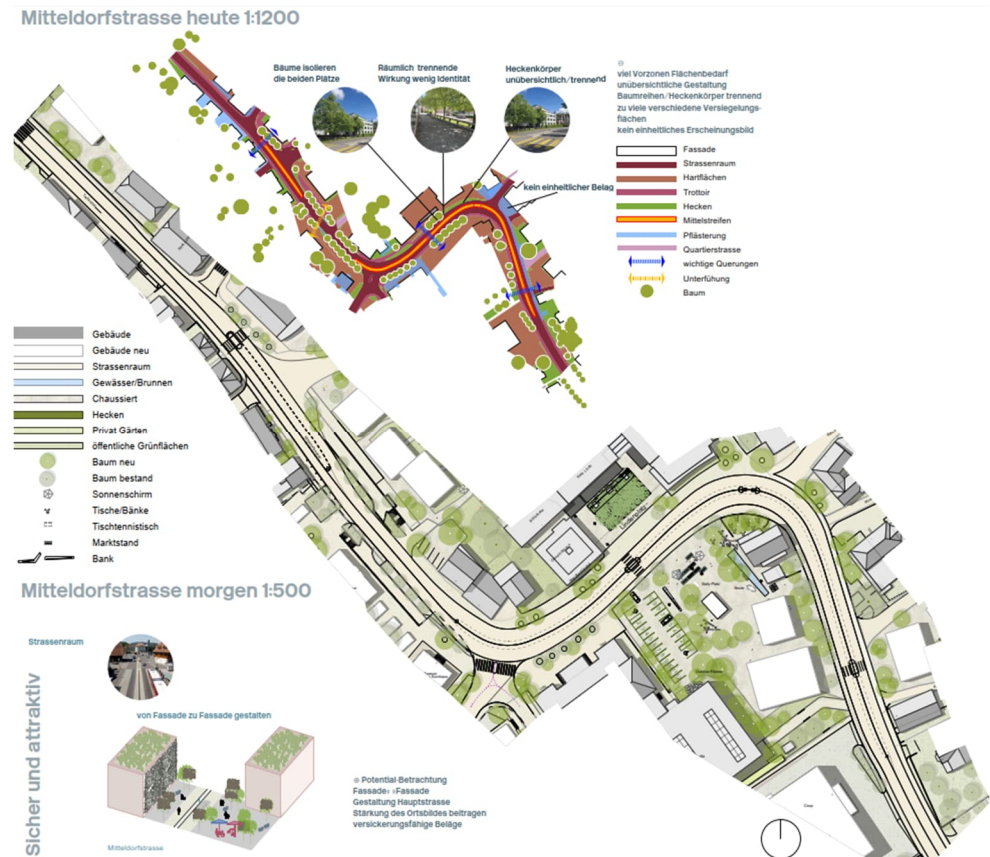 Mitteldorfstrasse heute 1:1200
Bäume isolieren
die beiden Plätze
Räumlich trennende
Wirkung wenig Identität
Heckenkörper
unübersichtlich/trennend
viel Vorzonen Flächenbedarf
unübersichtliche Gestaltung
Baumreihen/Heckenkörper trennend
zu viele verschiedene Versiegelungs-
flächen
kein einheitliches Erscheinungsbild
kein einheitlicher Belag
Fassade
Strassenraum
Hartflächen
Trottoir
Hecken
Mittelstreifen
Pflästerung
Quartierstrasse
wichtige Querungen
Unterführung
Baum
Gebäude
Gebäude neu
Strassenraum
Gewässer/Brunnen
Chaussiert
Hecken
Privat Gärten
öffentliche Grünflächen
Baum neu
Baum bestand
Sonnenschirm
Tische/Bänke
Tischtennistisch
Marktstand
Bank
Lindenplatz
Coop
Mitteldorfstrasse morgen 1:500
Strassenraum
von Fassade zu Fassade gestalten
Sicher und attraktiv
Mitteldorfstrasse
Potential-Betrachtung
Fassade Fassade
Gestaltung Hauptstrasse
Stärkung des Ortsbildes beitragen
versickerungsfähige Beläge